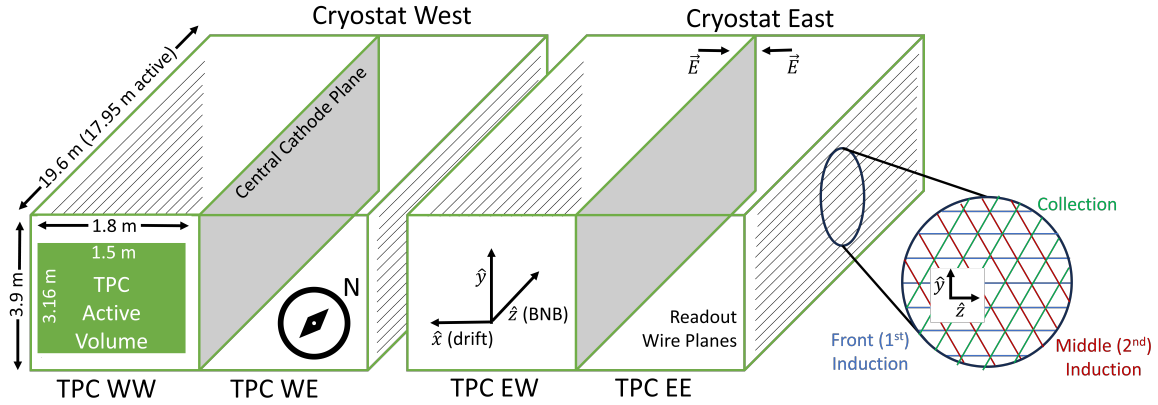 Cryostat West
Cryostat East
19.6 m (17.95 m active)
Central Cathode Plane
E⃗
E⃗
1.8 m
1.5 m
3.9 m
3.16 m
TPC
Active
Volume
N
ŷ
ẑ (BNB)
x̂ (drift)
Readout
Wire Planes
Collection
ŷ
ẑ
Front (1st)
Induction
Middle (2nd)
Induction
TPC WW
TPC WE
TPC EW
TPC EE